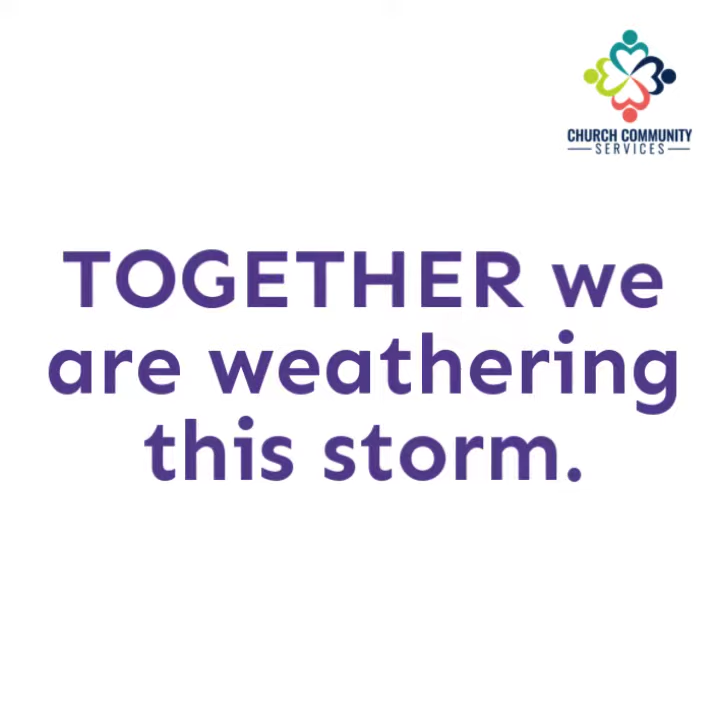 CHURCH COMMUNITY
SERVICES
TOGETHER we
are weathering
this storm.